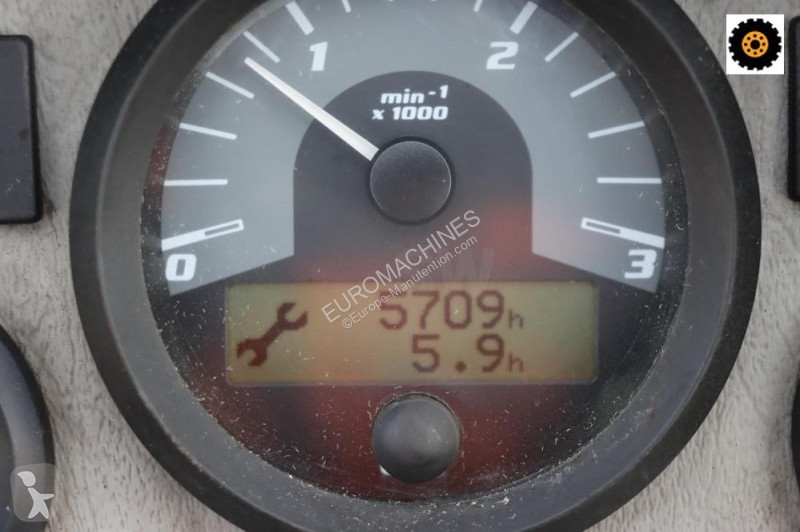 1
2
min-1
x 1000
0
3
EUROMACHINES
©Europe-Manutention.com
5709h
5.9h